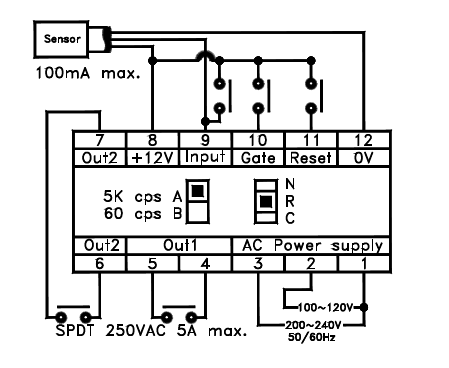 Sensor
100mA max.
7 8 9 10 11 12
Out2 +12V Input Gate Reset 0V
5K cps A
60 cps B
N
R
C
Out2 Out1 AC Power supply
6 5 4 3 2 1
100~120V
200~240V
50/60Hz
SPDT 250VAC 5A max.